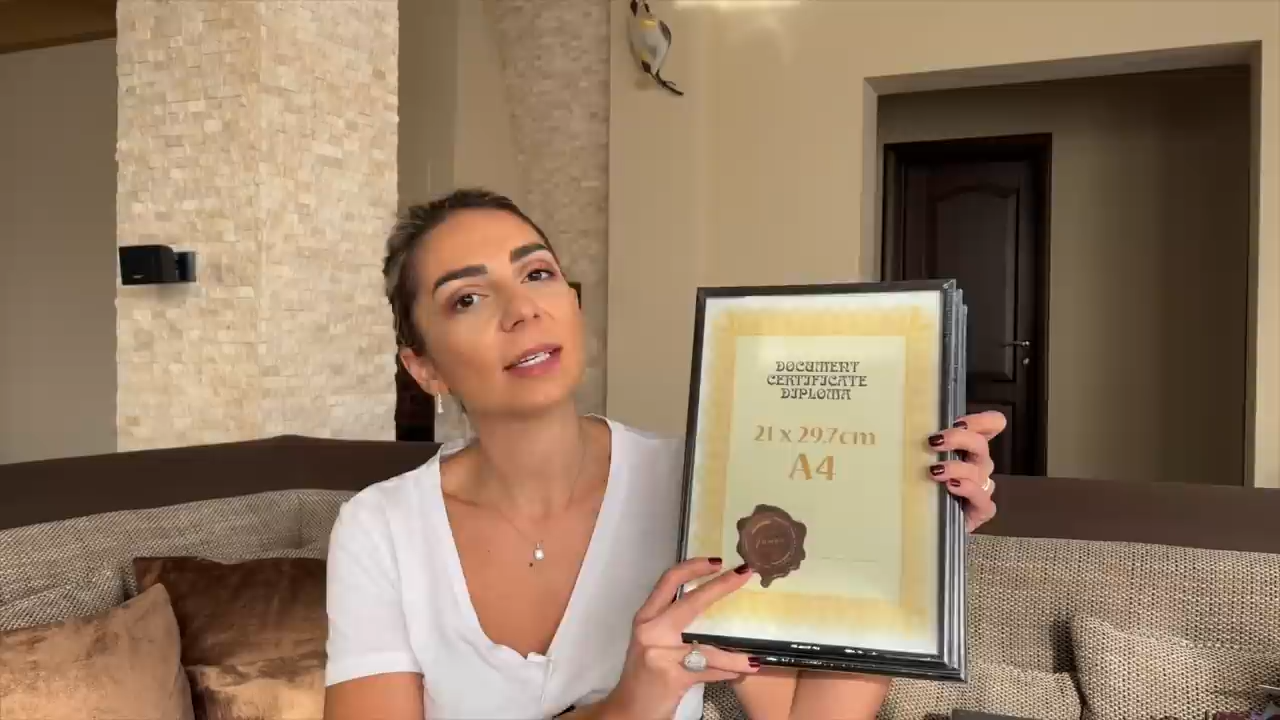 DOCUMENT
CERTIFICATE
DIPLOMA
21 x 29.7cm
A4